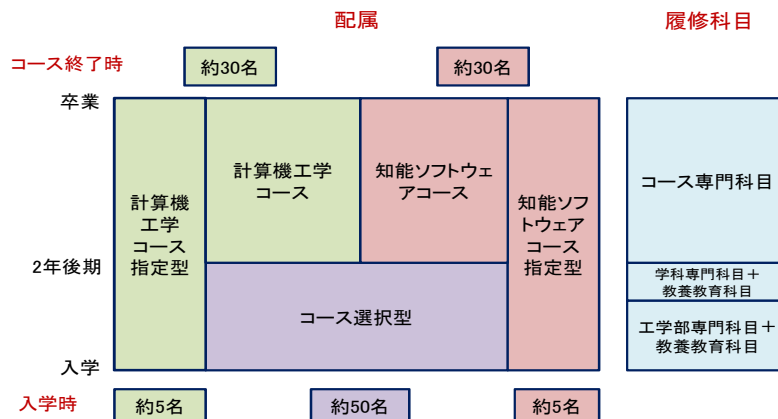 配属
履修科目
コース終了時
約30名
約30名
卒業
計算機工学
コース
知能ソフトウェ
アコース
計算機
工学
コース
指定型
知能ソフ
トウェア
コース
指定型
コース専門科目
2年後期
学科専門科目＋
教養教育科目
コース選択型
工学部専門科目＋
教養教育科目
入学
入学時
約5名
約50名
約5名